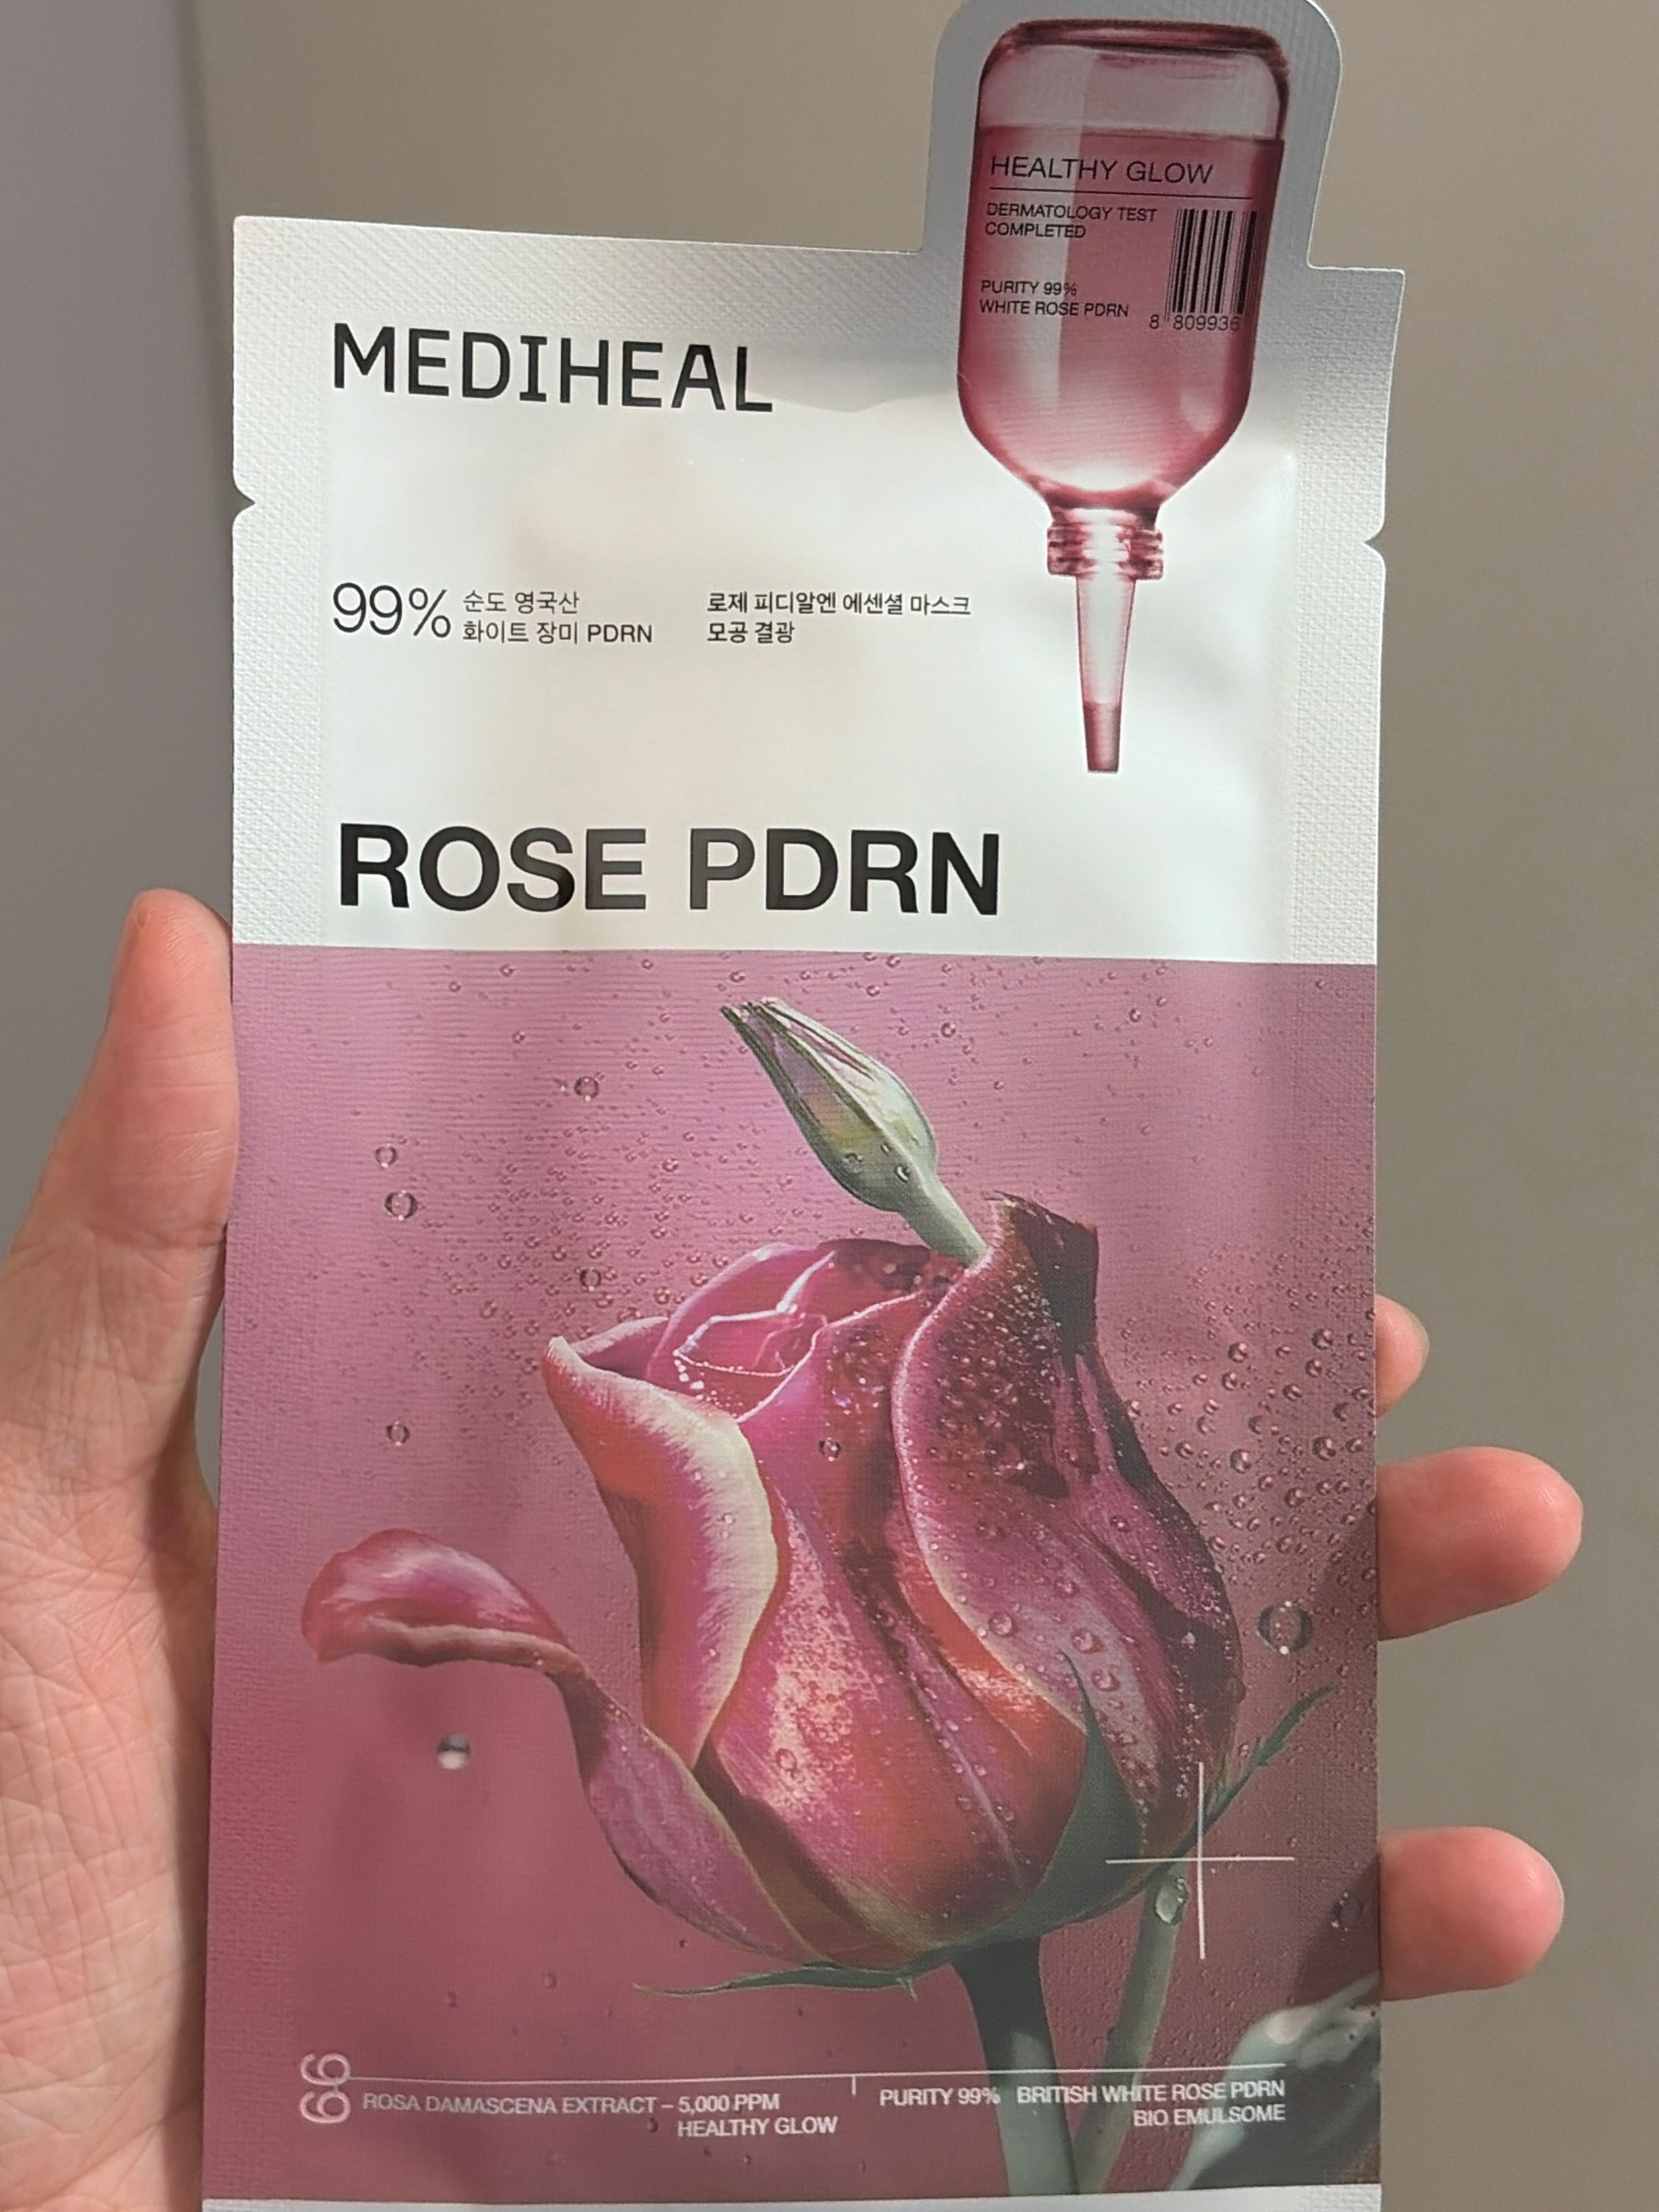 HEALTHY GLOW
DERMATOLOGY TEST
COMPLETED
PURITY 99%
WHITE ROSE PDRN
8 809936
MEDIHEAL
99% 순도 영국산
화이트 장미 PDRN
로제 피디알엔 에센셜 마스크
모공 결광
ROSE PDRN
99
ROSA DAMASCENA EXTRACT – 5,000 PPM
HEALTHY GLOW
PURITY 99% BRITISH WHITE ROSE PDRN
BIO EMULSOME